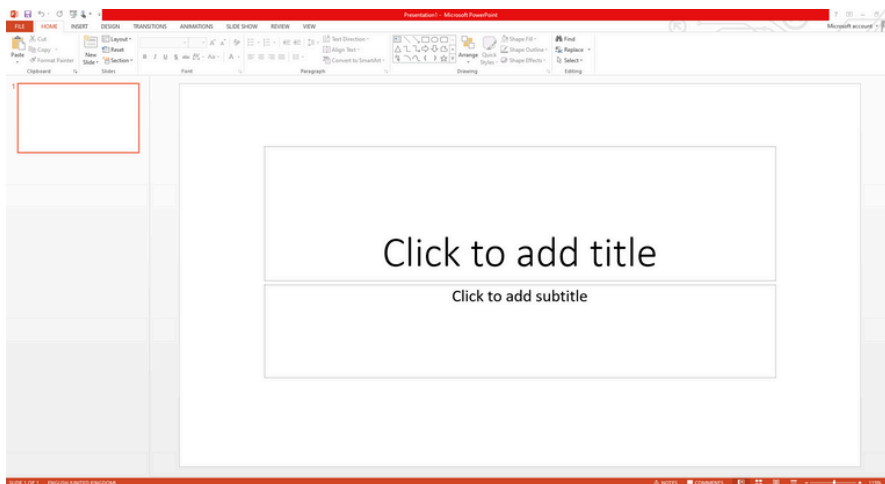 Presentation1 - Microsoft PowerPoint
FILE HOME INSERT DESIGN TRANSITIONS ANIMATIONS SLIDE SHOW REVIEW VIEW Microsoft account
Cut
Copy
Format Painter
Paste
Clipboard
New
Slide
Layout
Reset
Section
Slides
Font
Text Direction
Align Text
Convert to SmartArt
Paragraph
Arrange
Quick
Styles
Shape Fill
Shape Outline
Shape Effects
Drawing
Find
Replace
Select
Editing
1
Click to add title
Click to add subtitle
SLIDE 1 OF 1 ENGLISH (UNITED KINGDOM) NOTES COMMENTS